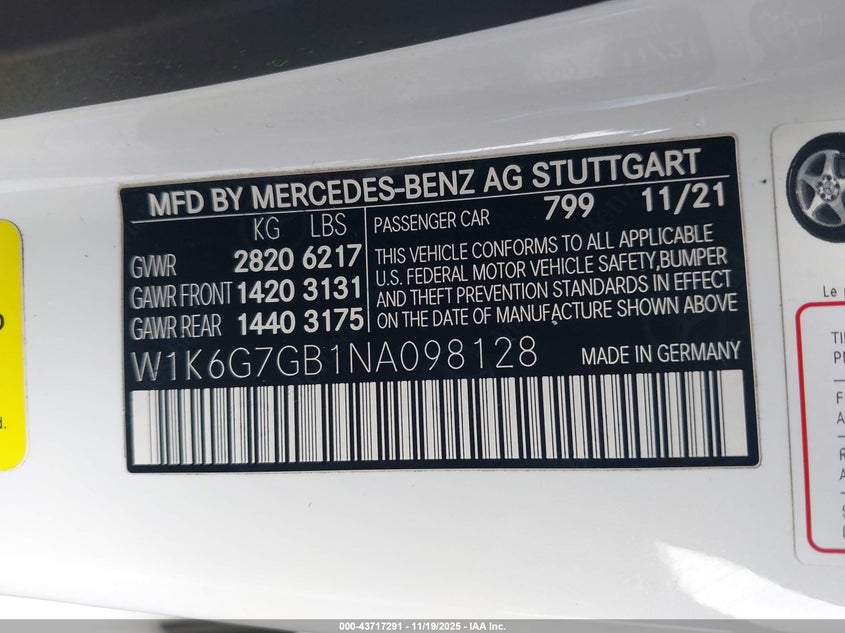 MFD BY MERCEDES-BENZ AG STUTTGART
KG LBS
GVWR 2820 6217
GAWR FRONT 1420 3131
GAWR REAR 1440 3175
PASSENGER CAR 799 11/21
THIS VEHICLE CONFORMS TO ALL APPLICABLE
U.S. FEDERAL MOTOR VEHICLE SAFETY,BUMPER
AND THEFT PREVENTION STANDARDS IN EFFECT
ON THE DATE OF MANUFACTURE SHOWN ABOVE
W1K6G7GB1NA098128 MADE IN GERMANY
Le
000-43717291 - 11/19/2025 - IAA Inc.